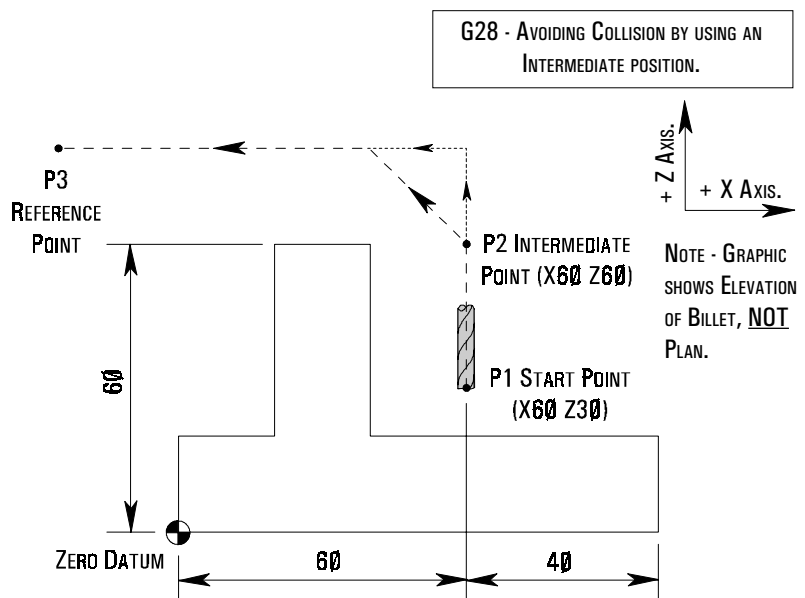 G28 - Avoiding Collision by using an
Intermediate position.
+ Z Axis.
+ X Axis.
P3
Reference
Point
P2 Intermediate
Point (X60 Z60)
Note - Graphic
shows Elevation
of Billet, NOT
Plan.
60
P1 Start Point
(X60 Z30)
Zero Datum
60
40